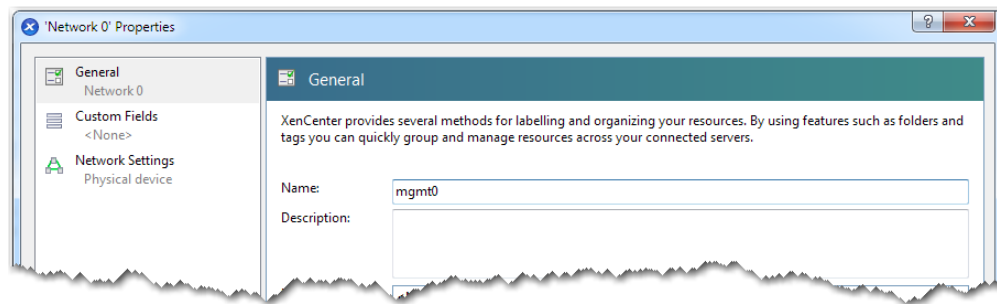 'Network 0' Properties
General
Network 0
Custom Fields
<None>
Network Settings
Physical device
General
XenCenter provides several methods for labelling and organizing your resources. By using features such as folders and
tags you can quickly group and manage resources across your connected servers.
Name:
mgmt0
Description: